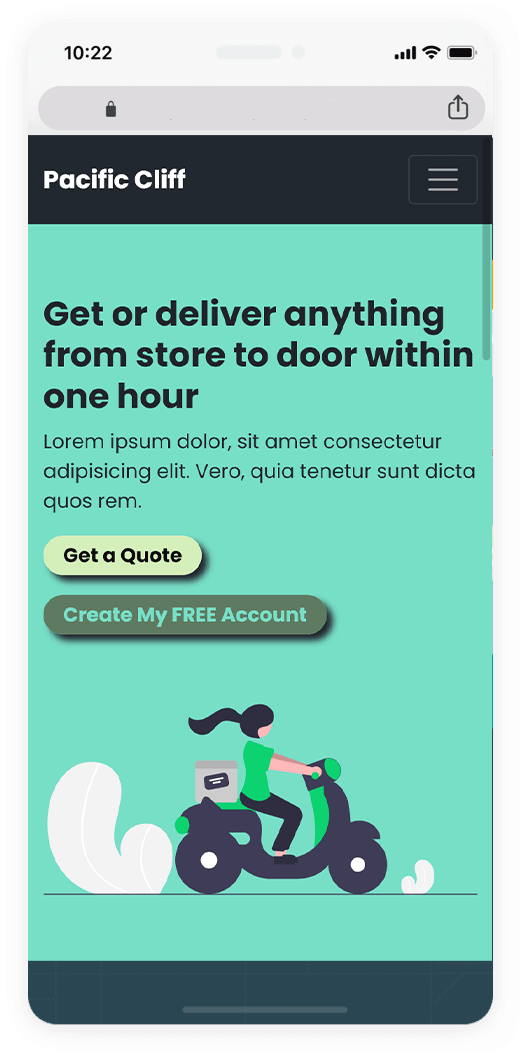 10:22
Pacific Cliff
Get or deliver anything
from store to door within
one hour
Lorem ipsum dolor, sit amet consectetur
adipisicing elit. Vero, quia tenetur sunt dicta
quos rem.
Get a Quote
Create My FREE Account